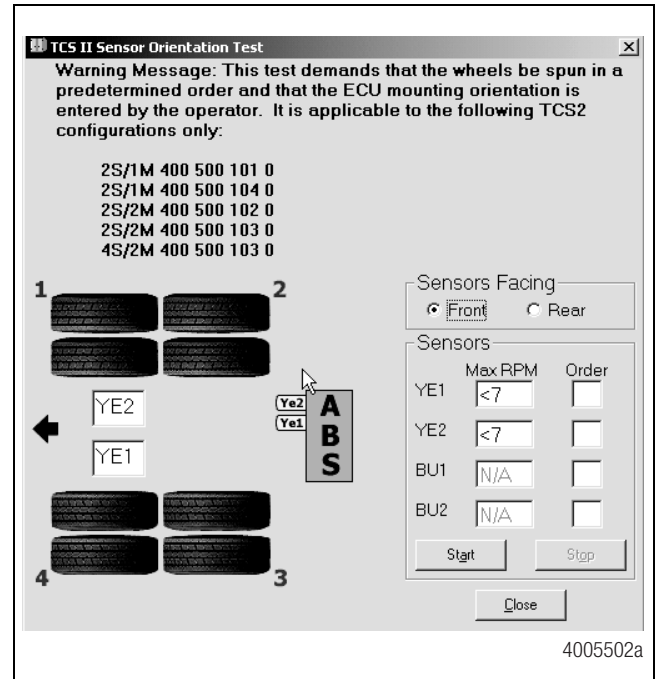 TCS II Sensor Orientation Test
Warning Message: This test demands that the wheels be spun in a
predetermined order and that the ECU mounting orientation is
entered by the operator. It is applicable to the following TCS2
configurations only:
2S/1M 400 500 101 0
2S/1M 400 500 104 0
2S/2M 400 500 102 0
2S/2M 400 500 103 0
4S/2M 400 500 103 0
1
2
YE2
YE1
Ye2
Ye1
A
B
S
4
3
Sensors Facing
Front Rear
Sensors
Max RPM Order
YE1 <7
YE2 <7
BU1 N/A
BU2 N/A
Start Stop
Close
4005502a